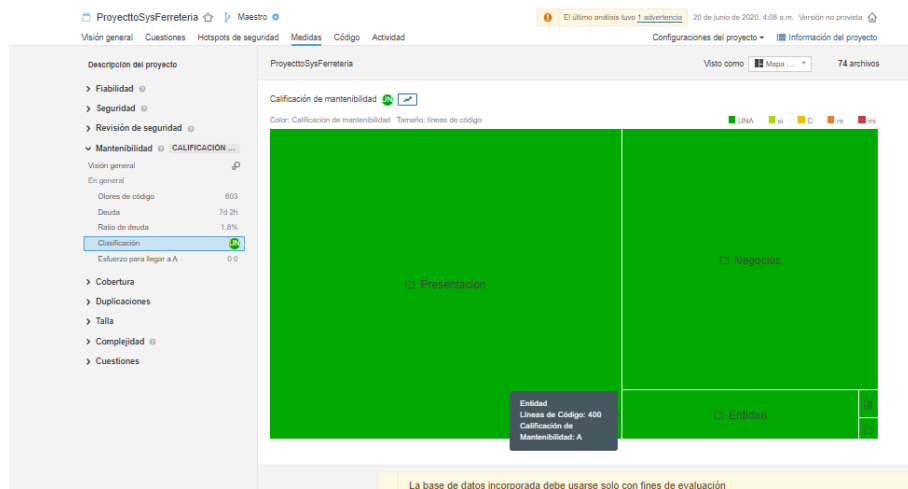 ProyecttoSysFerreteria Maestro
El último análisis tuvo 1 advertencia 20 de junio de 2020, 4:08 a.m. Versión no provista
Visión general Cuestiones Hotspots de seguridad Medidas Código Actividad
Configuraciones del proyecto Información del proyecto
Descripción del proyecto
ProyecttoSysFerreteria
Visto como Mapa ... 74 archivos
Fiabilidad
Seguridad
Revisión de seguridad
Mantenibilidad CALIFICACIÓN ...
Visión general
En general
Olores de código 603
Deuda 7d 2h
Ratio de deuda 1,8%
Clasificación UN
Esfuerzo para llegar a A 0 0
Cobertura
Duplicaciones
Talla
Complejidad
Cuestiones
Calificación de mantenibilidad UN
Color: Calificación de mantenibilidad Tamaño: líneas de código
UNA si C re mi
Presentacion
Negocios
Entidad
Entidad
Líneas de Código: 400
Calificación de
Mantenibilidad: A
La base de datos incorporada debe usarse solo con fines de evaluación